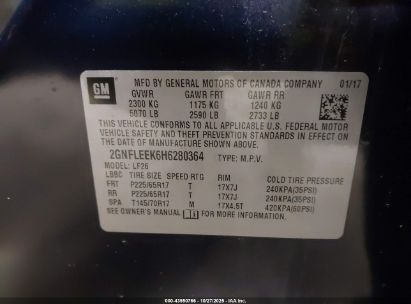 MFD BY GENERAL MOTORS OF CANADA COMPANY 01/17
GM
GVWR GAWR FRT GAWR RR
2300 KG 1175 KG 1240 KG
5070 LB 2590 LB 2733 LB
THIS VEHICLE CONFORMS TO ALL APPLICABLE U.S. FEDERAL MOTOR
VEHICLE SAFETY AND THEFT PREVENTION STANDARDS IN EFFECT ON
THE DATE OF MANUFACTURE SHOWN ABOVE.
2GNFLEEK6H6280364 TYPE: M.P.V.
MODEL: LF26
LBBC TIRE SIZE SPEED RTG RIM COLD TIRE PRESSURE
FRT P225/65R17 T 17X7J 240KPA(35PSI)
RR P225/65R17 T 17X7J 240KPA(35PSI)
SPA T145/70R17 M 17X4.5T 420KPA(60PSI)
SEE OWNER'S MANUAL FOR MORE INFORMATION.